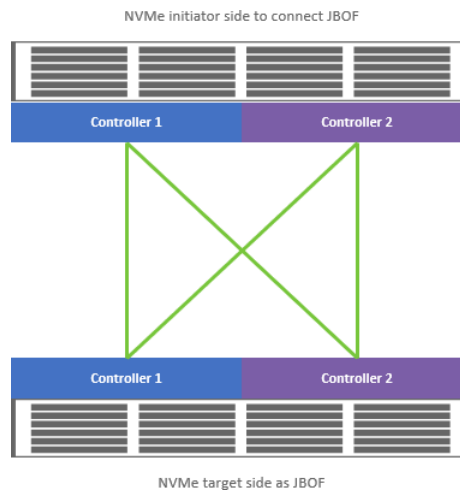 NVMe initiator side to connect JBOF
Controller 1
Controller 2
Controller 1
Controller 2
NVMe target side as JBOF